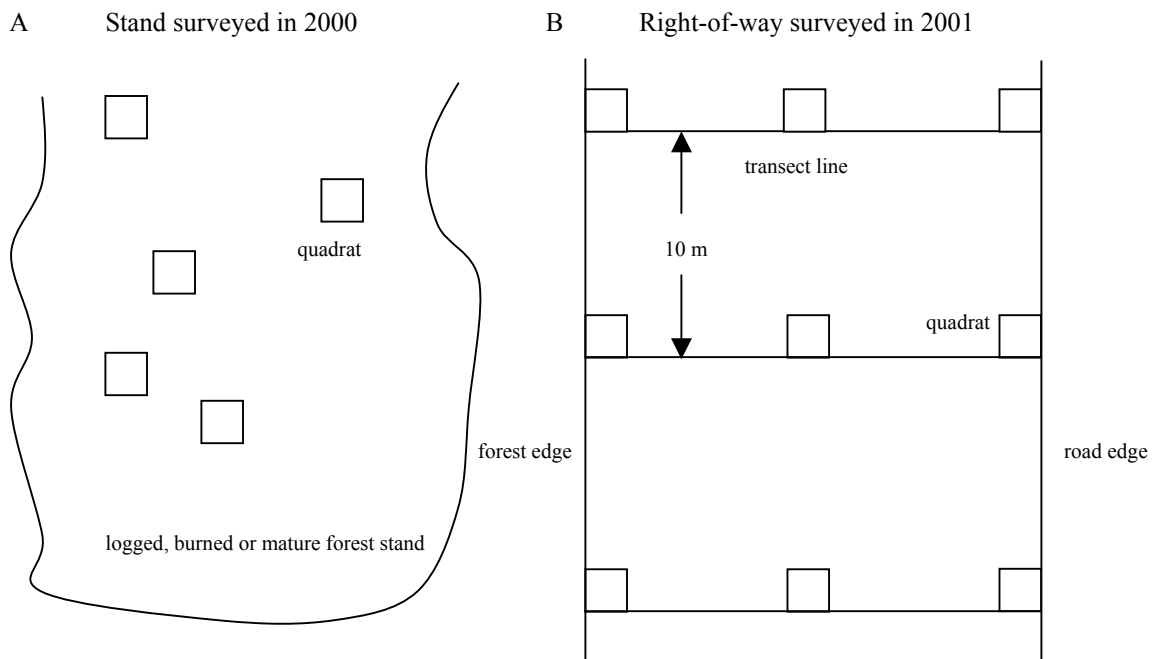 A Stand surveyed in 2000
quadrat
logged, burned or mature forest stand
B Right-of-way surveyed in 2001
transect line
10 m
quadrat
forest edge
road edge